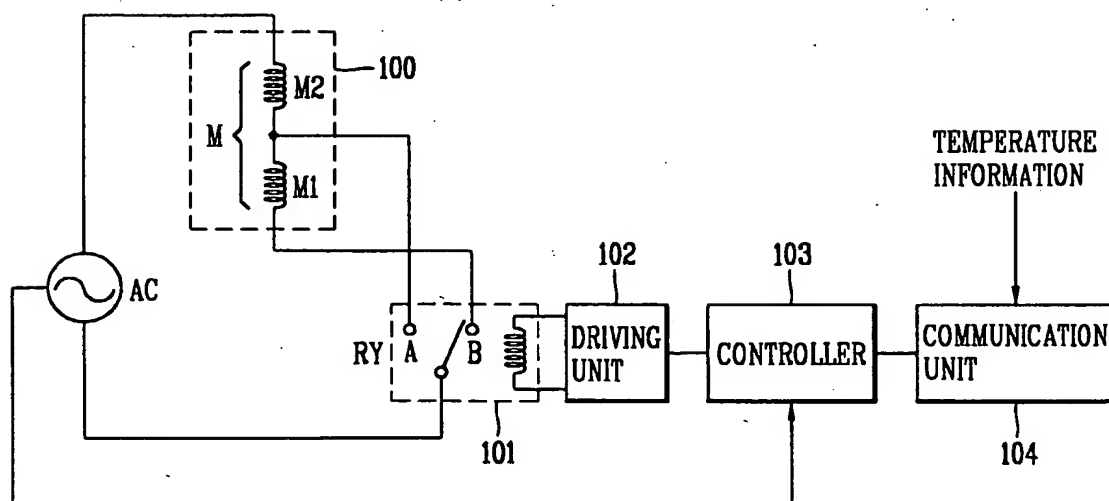 100
M2
M
M1
TEMPERATURE
INFORMATION
AC
102
103
RY
A
B
DRIVING
UNIT
CONTROLLER
COMMUNICATION
UNIT
101
104